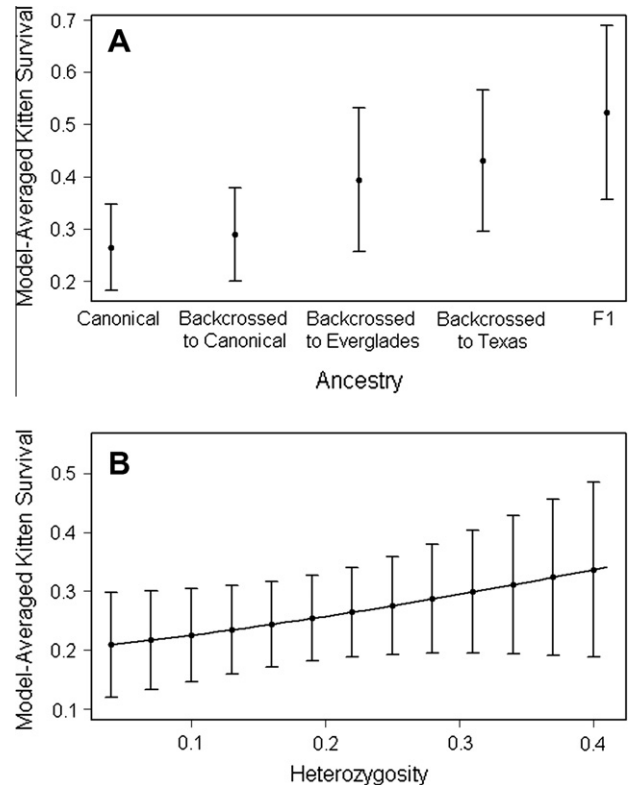 A
Model-Averaged Kitten Survival
0.7
0.6
0.5
0.4
0.3
0.2
Canonical
Backcrossed
to Canonical
Backcrossed
to Everglades
Backcrossed
to Texas
F1
Ancestry
B
Model-Averaged Kitten Survival
0.5
0.4
0.3
0.2
0.1
0.1 0.2 0.3 0.4
Heterozygosity